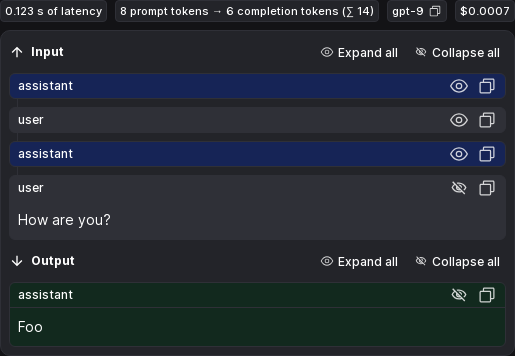 0.123 s of latency 8 prompt tokens → 6 completion tokens (∑ 14) gpt-9 $0.0007
Input Expand all Collapse all
assistant
user
assistant
user
How are you?
Output Expand all Collapse all
assistant
Foo